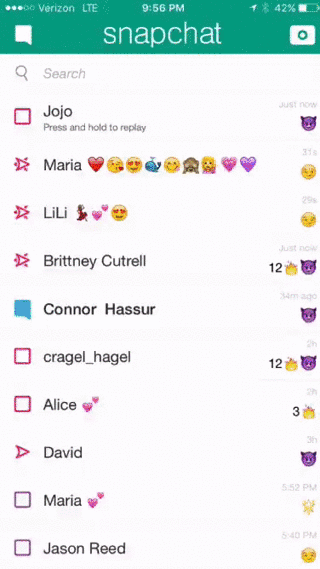 Verizon LTE 9:56 PM 42%
snapchat
Search
Just now
Jojo
Press and hold to replay
31s
Maria
29s
LiLi
Just now
Brittney Cutrell
12
34m ago
Connor Hassur
2h
cragel_hagel
12
2h
Alice
3
3h
David
5:52 PM
Maria
5:40 PM
Jason Reed